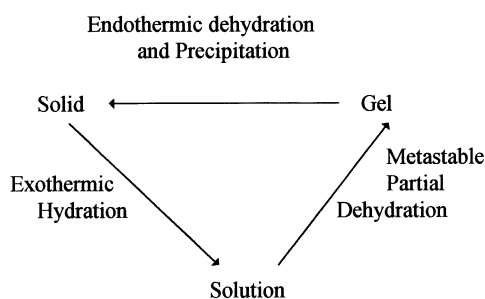 Endothermic dehydration
and Precipitation
Solid
Gel
Exothermic
Hydration
Metastable
Partial
Dehydration
Solution